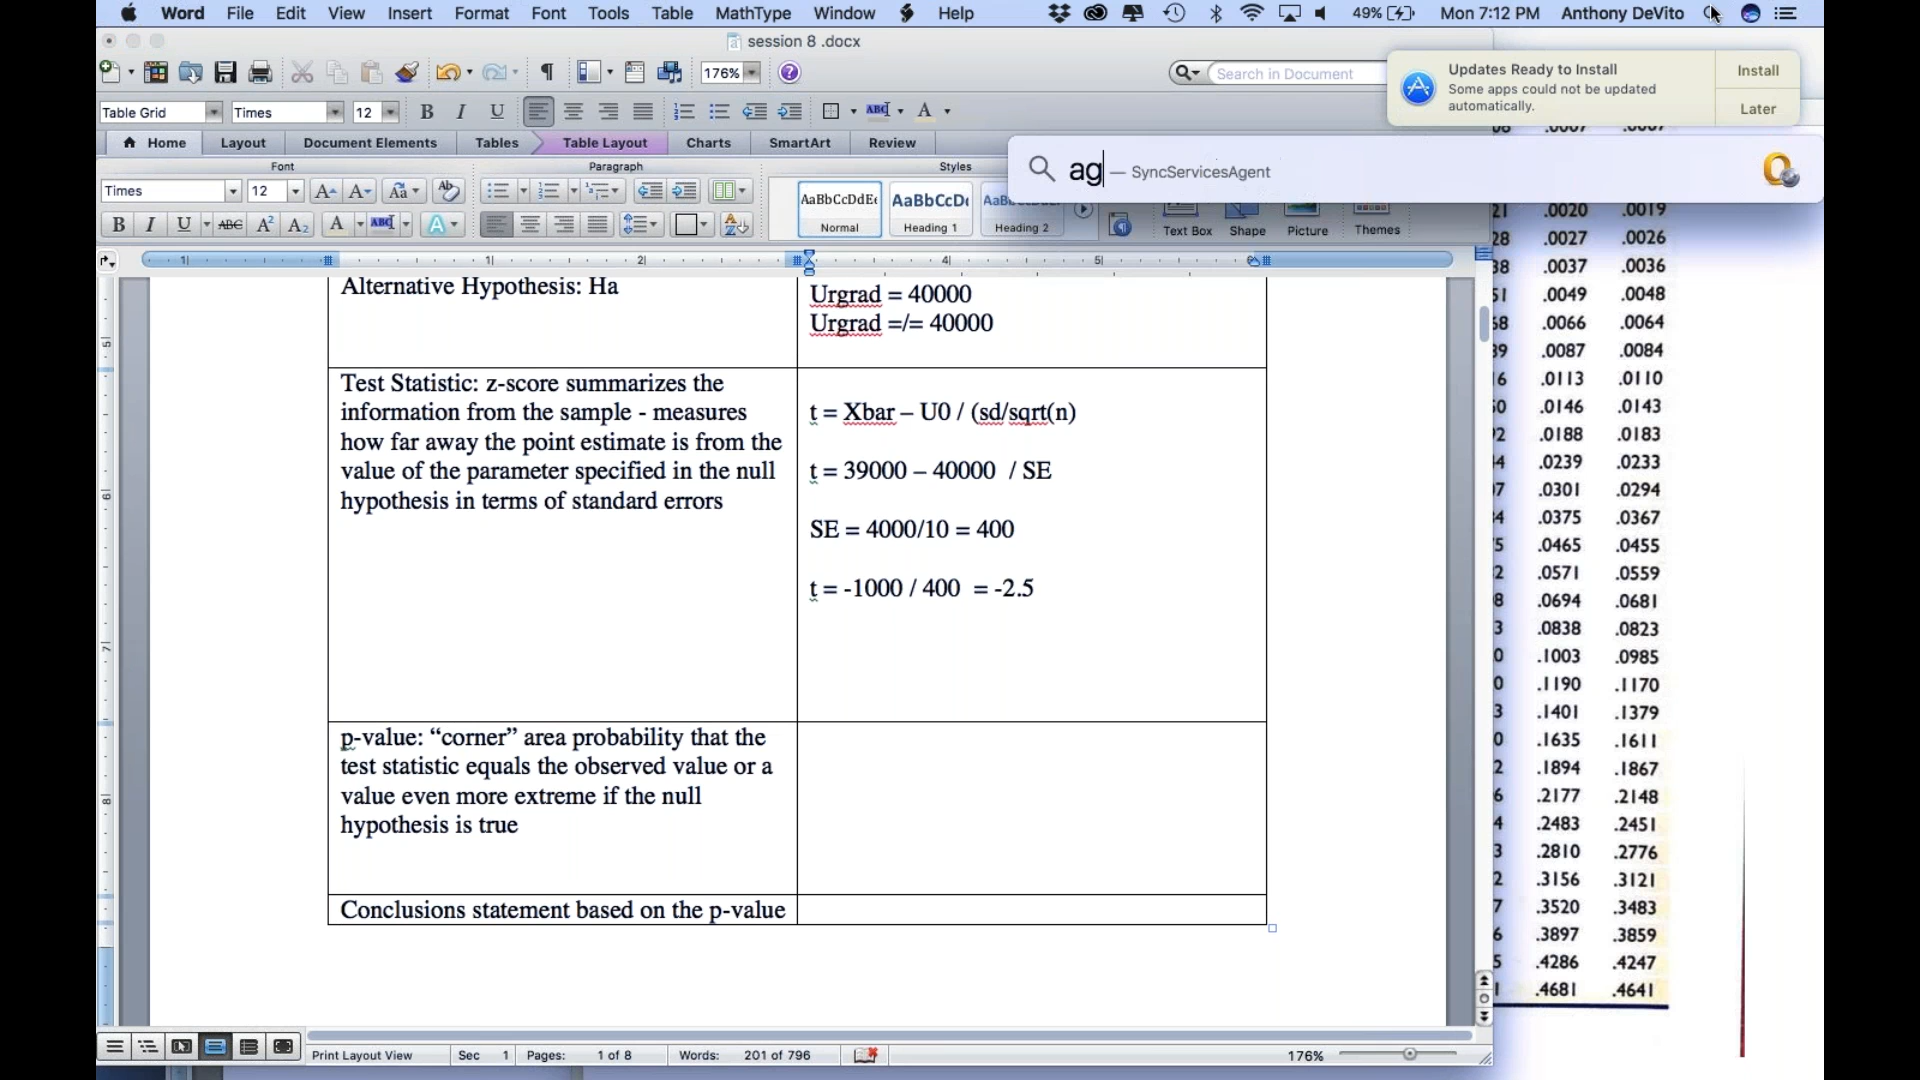 Word File Edit View Insert Format Font Tools Table MathType Window Help 49% Mon 7:12 PM Anthony DeVito
session 8 .docx
176% Search in Document
Updates Ready to Install
Some apps could not be updated
automatically.
Install
Later
Table Grid Times 12 B I U ABC A
Home Layout Document Elements Tables Table Layout Charts SmartArt Review
Font Paragraph Styles
ag — SyncServicesAgent
Times 12 A A Aa Ab
AaBbCcDdEe AaBbCcDc AaB
B I U ABC A² A₂ A ABC A
Normal Heading 1 Heading 2 Text Box Shape Picture Themes
Alternative Hypothesis: Ha
Urgrad = 40000
Urgrad =/= 40000
Test Statistic: z-score summarizes the
information from the sample - measures
how far away the point estimate is from the
value of the parameter specified in the null
hypothesis in terms of standard errors
t = Xbar – U0 / (sd/sqrt(n)
t = 39000 – 40000 / SE
SE = 4000/10 = 400
t = -1000 / 400 = -2.5
p-value: “corner” area probability that the
test statistic equals the observed value or a
value even more extreme if the null
hypothesis is true
Conclusions statement based on the p-value
.0020 .0019
.0027 .0026
.0037 .0036
.0049 .0048
.0066 .0064
.0087 .0084
.0113 .0110
.0146 .0143
.0188 .0183
.0239 .0233
.0301 .0294
.0375 .0367
.0465 .0455
.0571 .0559
.0694 .0681
.0838 .0823
.1003 .0985
.1190 .1170
.1401 .1379
.1635 .1611
.1894 .1867
.2177 .2148
.2483 .2451
.2810 .2776
.3156 .3121
.3520 .3483
.3897 .3859
.4286 .4247
.4681 .4641
Print Layout View Sec 1 Pages: 1 of 8 Words: 201 of 796 176%